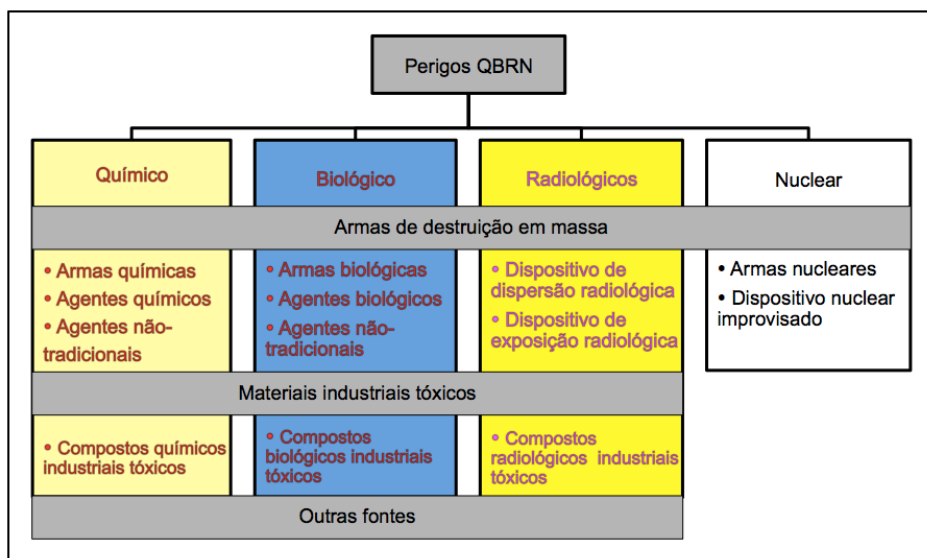 Perigos QBRN
Químico
Biológico
Radiológicos
Nuclear
Armas de destruição em massa
• Armas químicas
• Agentes químicos
• Agentes não-
tradicionais
• Armas biológicas
• Agentes biológicos
• Agentes não-
tradicionais
• Dispositivo de
dispersão radiológica
• Dispositivo de
exposição radiológica
• Armas nucleares
• Dispositivo nuclear
improvisado
Materiais industriais tóxicos
• Compostos químicos
industriais tóxicos
• Compostos
biológicos industriais
tóxicos
• Compostos
radiológicos industriais
tóxicos
Outras fontes